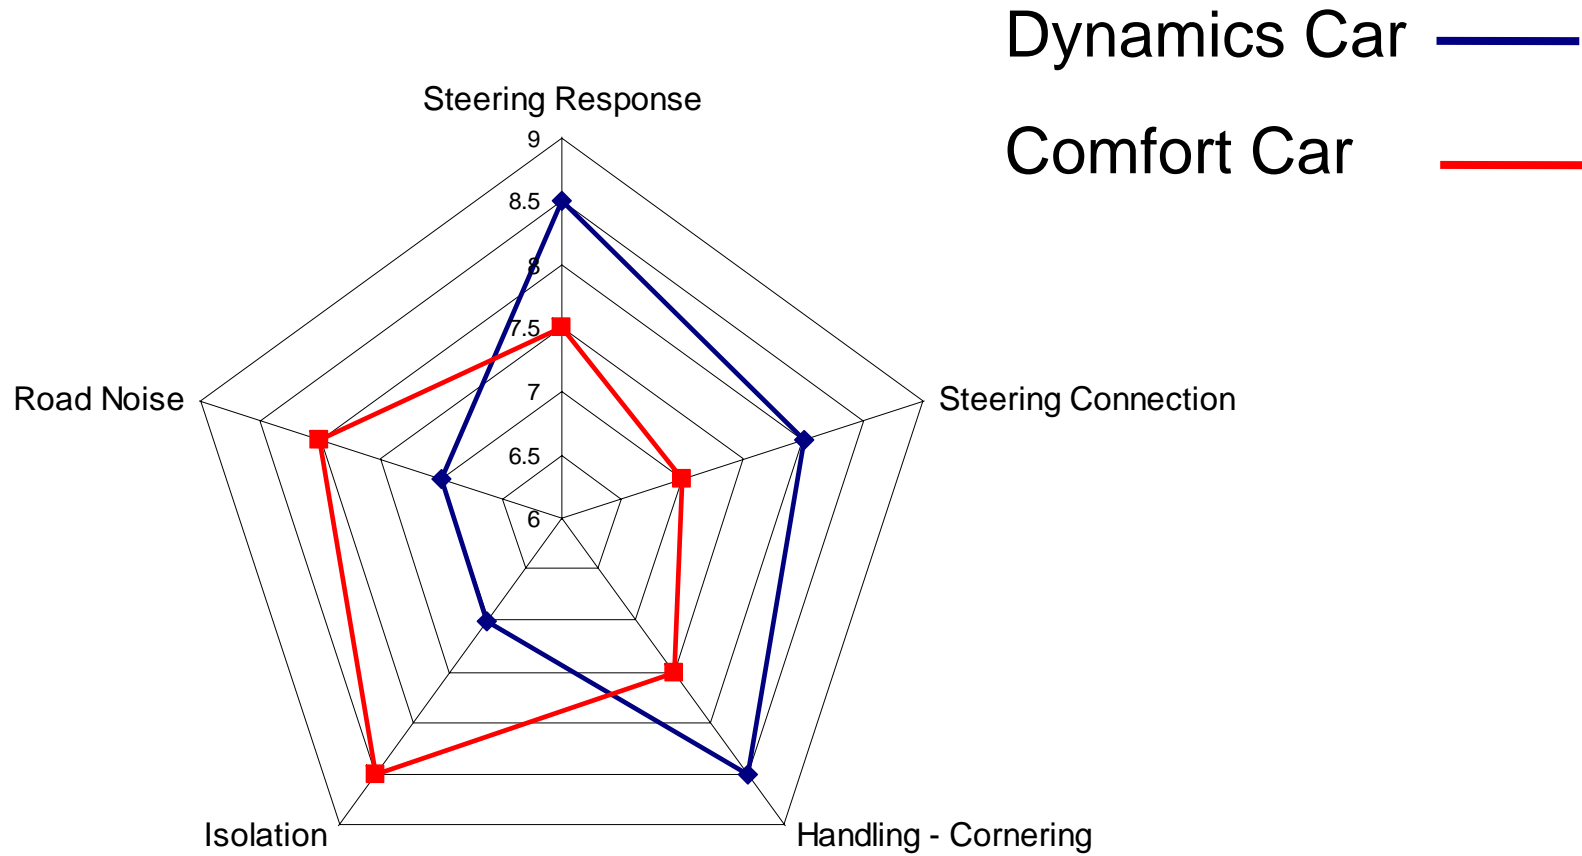 Dynamics Car
Comfort Car
Steering Response
9
8.5
8
7.5
7
6.5
6
Road Noise
Steering Connection
Isolation
Handling - Cornering